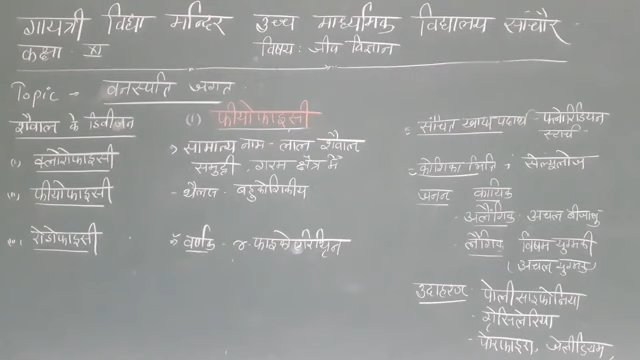 गायत्री विद्या मन्दिर उच्च माध्यमिक विद्यालय सांचौर
कक्षा XI विषय: जीव विज्ञान
Topic → वनस्पति जगत
शैवाल के डिवीजन
(i) क्लोरोफाइसी
(ii) फीयोफाइसी
(iii) रोडोफाइसी
(i) फीयोफाइसी
सामान्य नाम - लाल शैवाल
समुद्री, गरम क्षेत्र में
- थैलस - बहुकोशिकीय
वर्णक - r-फाइकोएरिथ्रिन
संचित खाद्य पदार्थ - फ्लोरिडियन
स्टार्च
कोशिका भित्ति → सेल्युलोज
जनन कायिक
अलैंगिक - अचल बीजाणु
लैंगिक विषम युग्मकी
(अचल युग्मक)
उदाहरण - पोलीसाइफोनिया
- ग्रेसिलेरिया
- पोरफाइरा, जेलीडियम